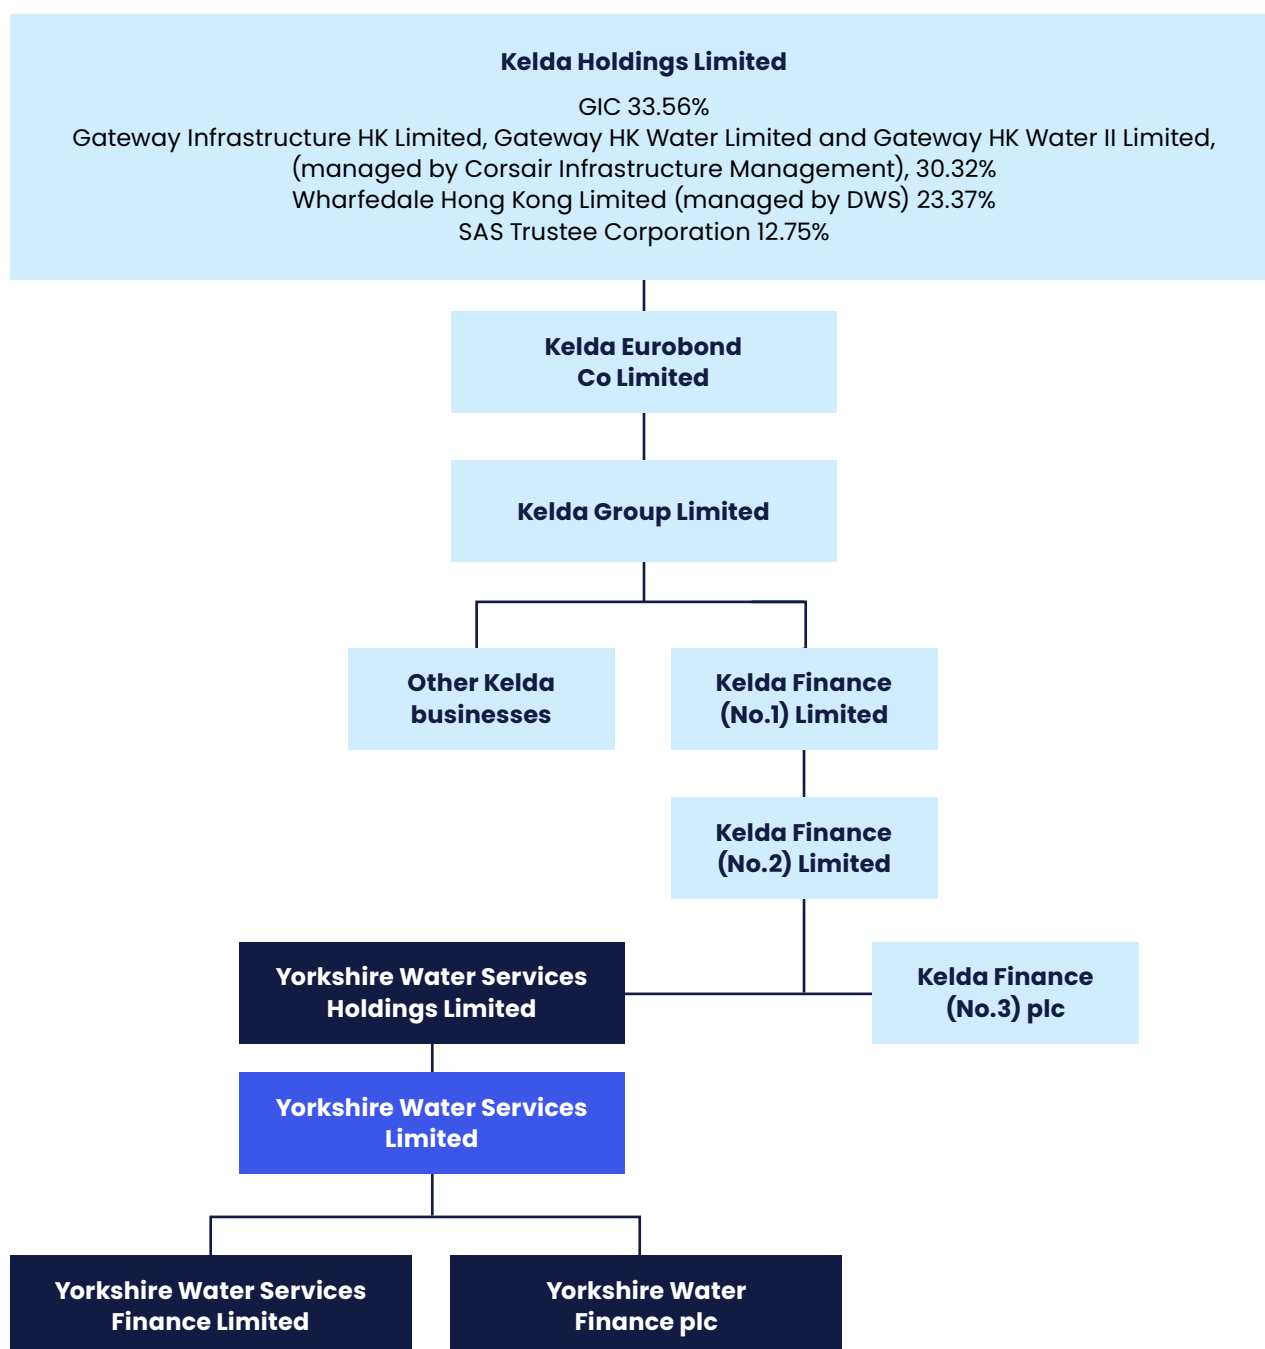 Kelda Holdings Limited
GIC 33.56%
Gateway Infrastructure HK Limited, Gateway HK Water Limited and Gateway HK Water II Limited,
(managed by Corsair Infrastructure Management), 30.32%
Wharfedale Hong Kong Limited (managed by DWS) 23.37%
SAS Trustee Corporation 12.75%
Kelda Eurobond
Co Limited
Kelda Group Limited
Other Kelda
businesses
Kelda Finance
(No.1) Limited
Kelda Finance
(No.2) Limited
Yorkshire Water Services
Holdings Limited
Kelda Finance
(No.3) plc
Yorkshire Water Services
Limited
Yorkshire Water Services
Finance Limited
Yorkshire Water
Finance plc